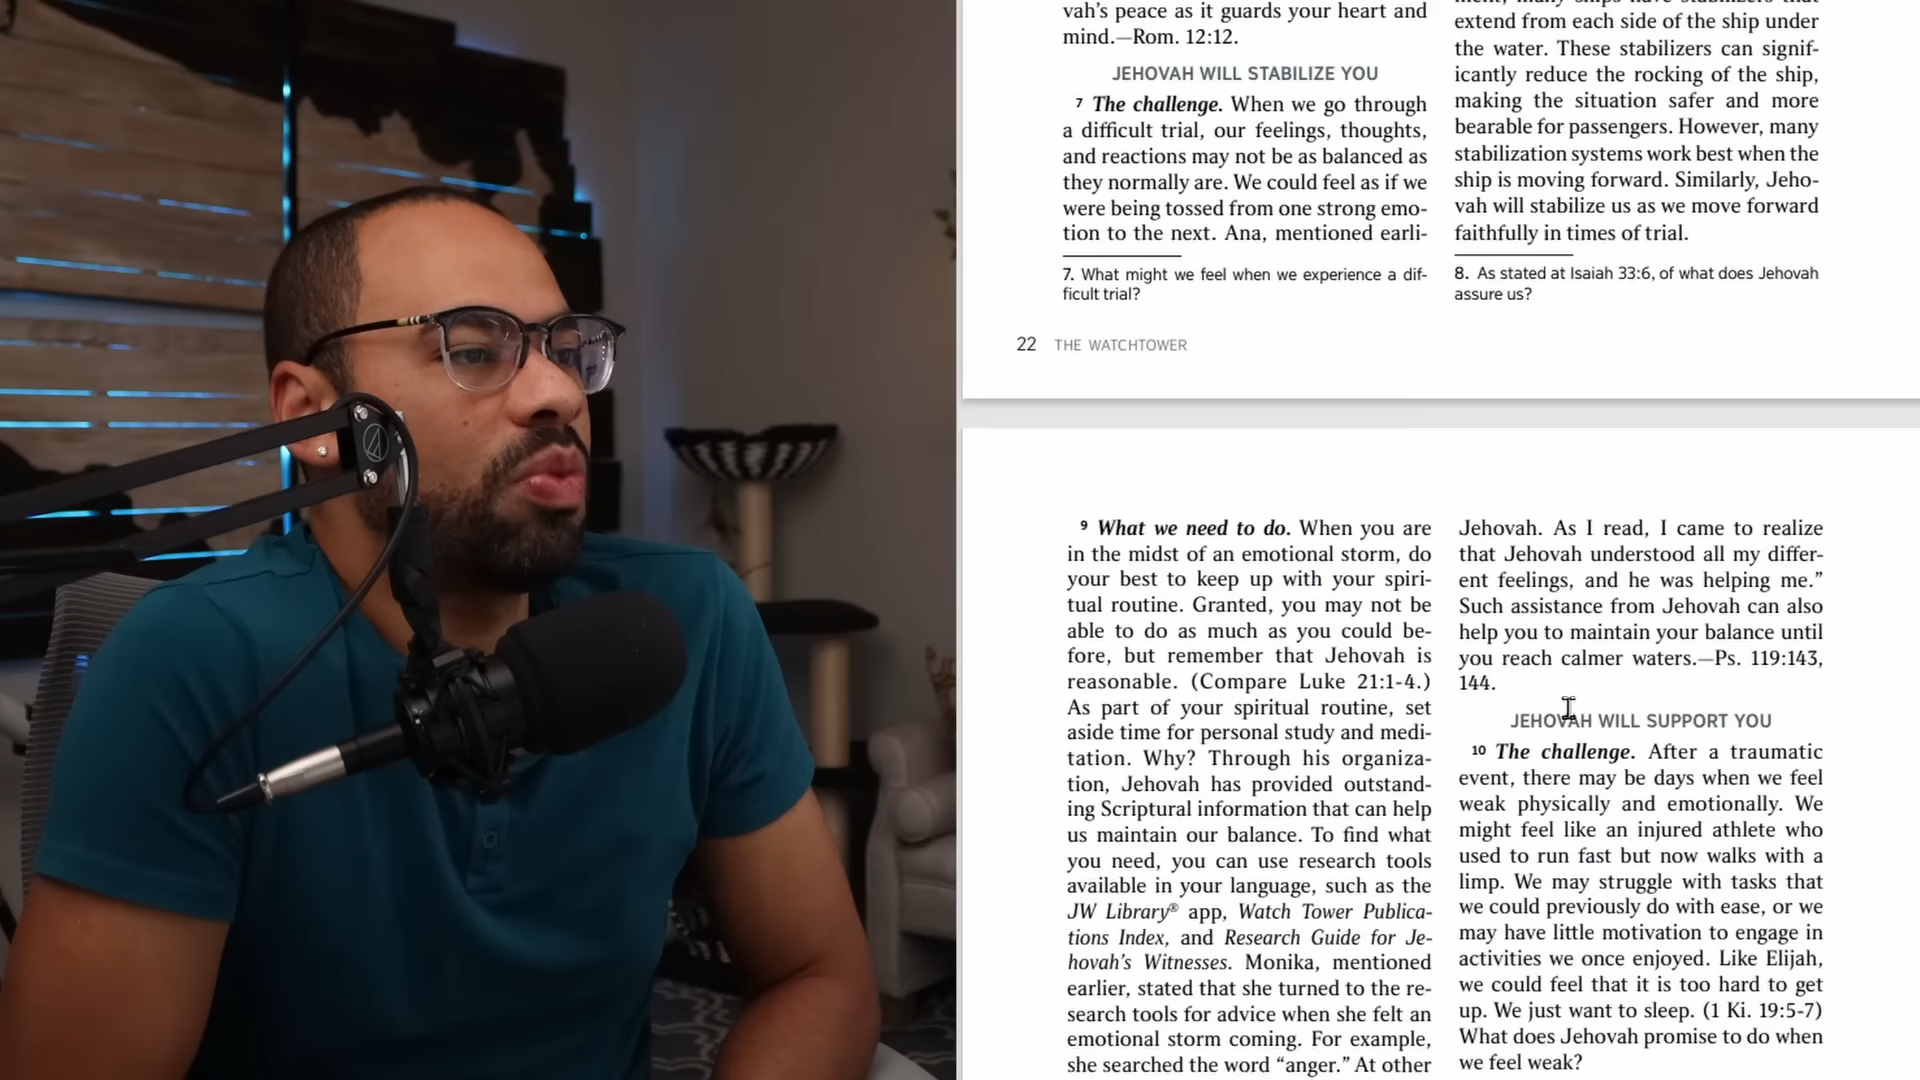 vah’s peace as it guards your heart and
mind.—Rom. 12:12.
JEHOVAH WILL STABILIZE YOU
7 The challenge. When we go through
a difficult trial, our feelings, thoughts,
and reactions may not be as balanced as
they normally are. We could feel as if we
were being tossed from one strong emo-
tion to the next. Ana, mentioned earli-
7. What might we feel when we experience a dif-
ficult trial?
extend from each side of the ship under
the water. These stabilizers can signif-
icantly reduce the rocking of the ship,
making the situation safer and more
bearable for passengers. However, many
stabilization systems work best when the
ship is moving forward. Similarly, Jeho-
vah will stabilize us as we move forward
faithfully in times of trial.
8. As stated at Isaiah 33:6, of what does Jehovah
assure us?
22 THE WATCHTOWER
9 What we need to do. When you are
in the midst of an emotional storm, do
your best to keep up with your spiri-
tual routine. Granted, you may not be
able to do as much as you could be-
fore, but remember that Jehovah is
reasonable. (Compare Luke 21:1-4.)
As part of your spiritual routine, set
aside time for personal study and medi-
tation. Why? Through his organiza-
tion, Jehovah has provided outstand-
ing Scriptural information that can help
us maintain our balance. To find what
you need, you can use research tools
available in your language, such as the
JW Library® app, Watch Tower Publica-
tions Index, and Research Guide for Je-
hovah’s Witnesses. Monika, mentioned
earlier, stated that she turned to the re-
search tools for advice when she felt an
emotional storm coming. For example,
she searched the word “anger.” At other
Jehovah. As I read, I came to realize
that Jehovah understood all my differ-
ent feelings, and he was helping me.”
Such assistance from Jehovah can also
help you to maintain your balance until
you reach calmer waters.—Ps. 119:143,
144.
JEHOVAH WILL SUPPORT YOU
10 The challenge. After a traumatic
event, there may be days when we feel
weak physically and emotionally. We
might feel like an injured athlete who
used to run fast but now walks with a
limp. We may struggle with tasks that
we could previously do with ease, or we
may have little motivation to engage in
activities we once enjoyed. Like Elijah,
we could feel that it is too hard to get
up. We just want to sleep. (1 Ki. 19:5-7)
What does Jehovah promise to do when
we feel weak?